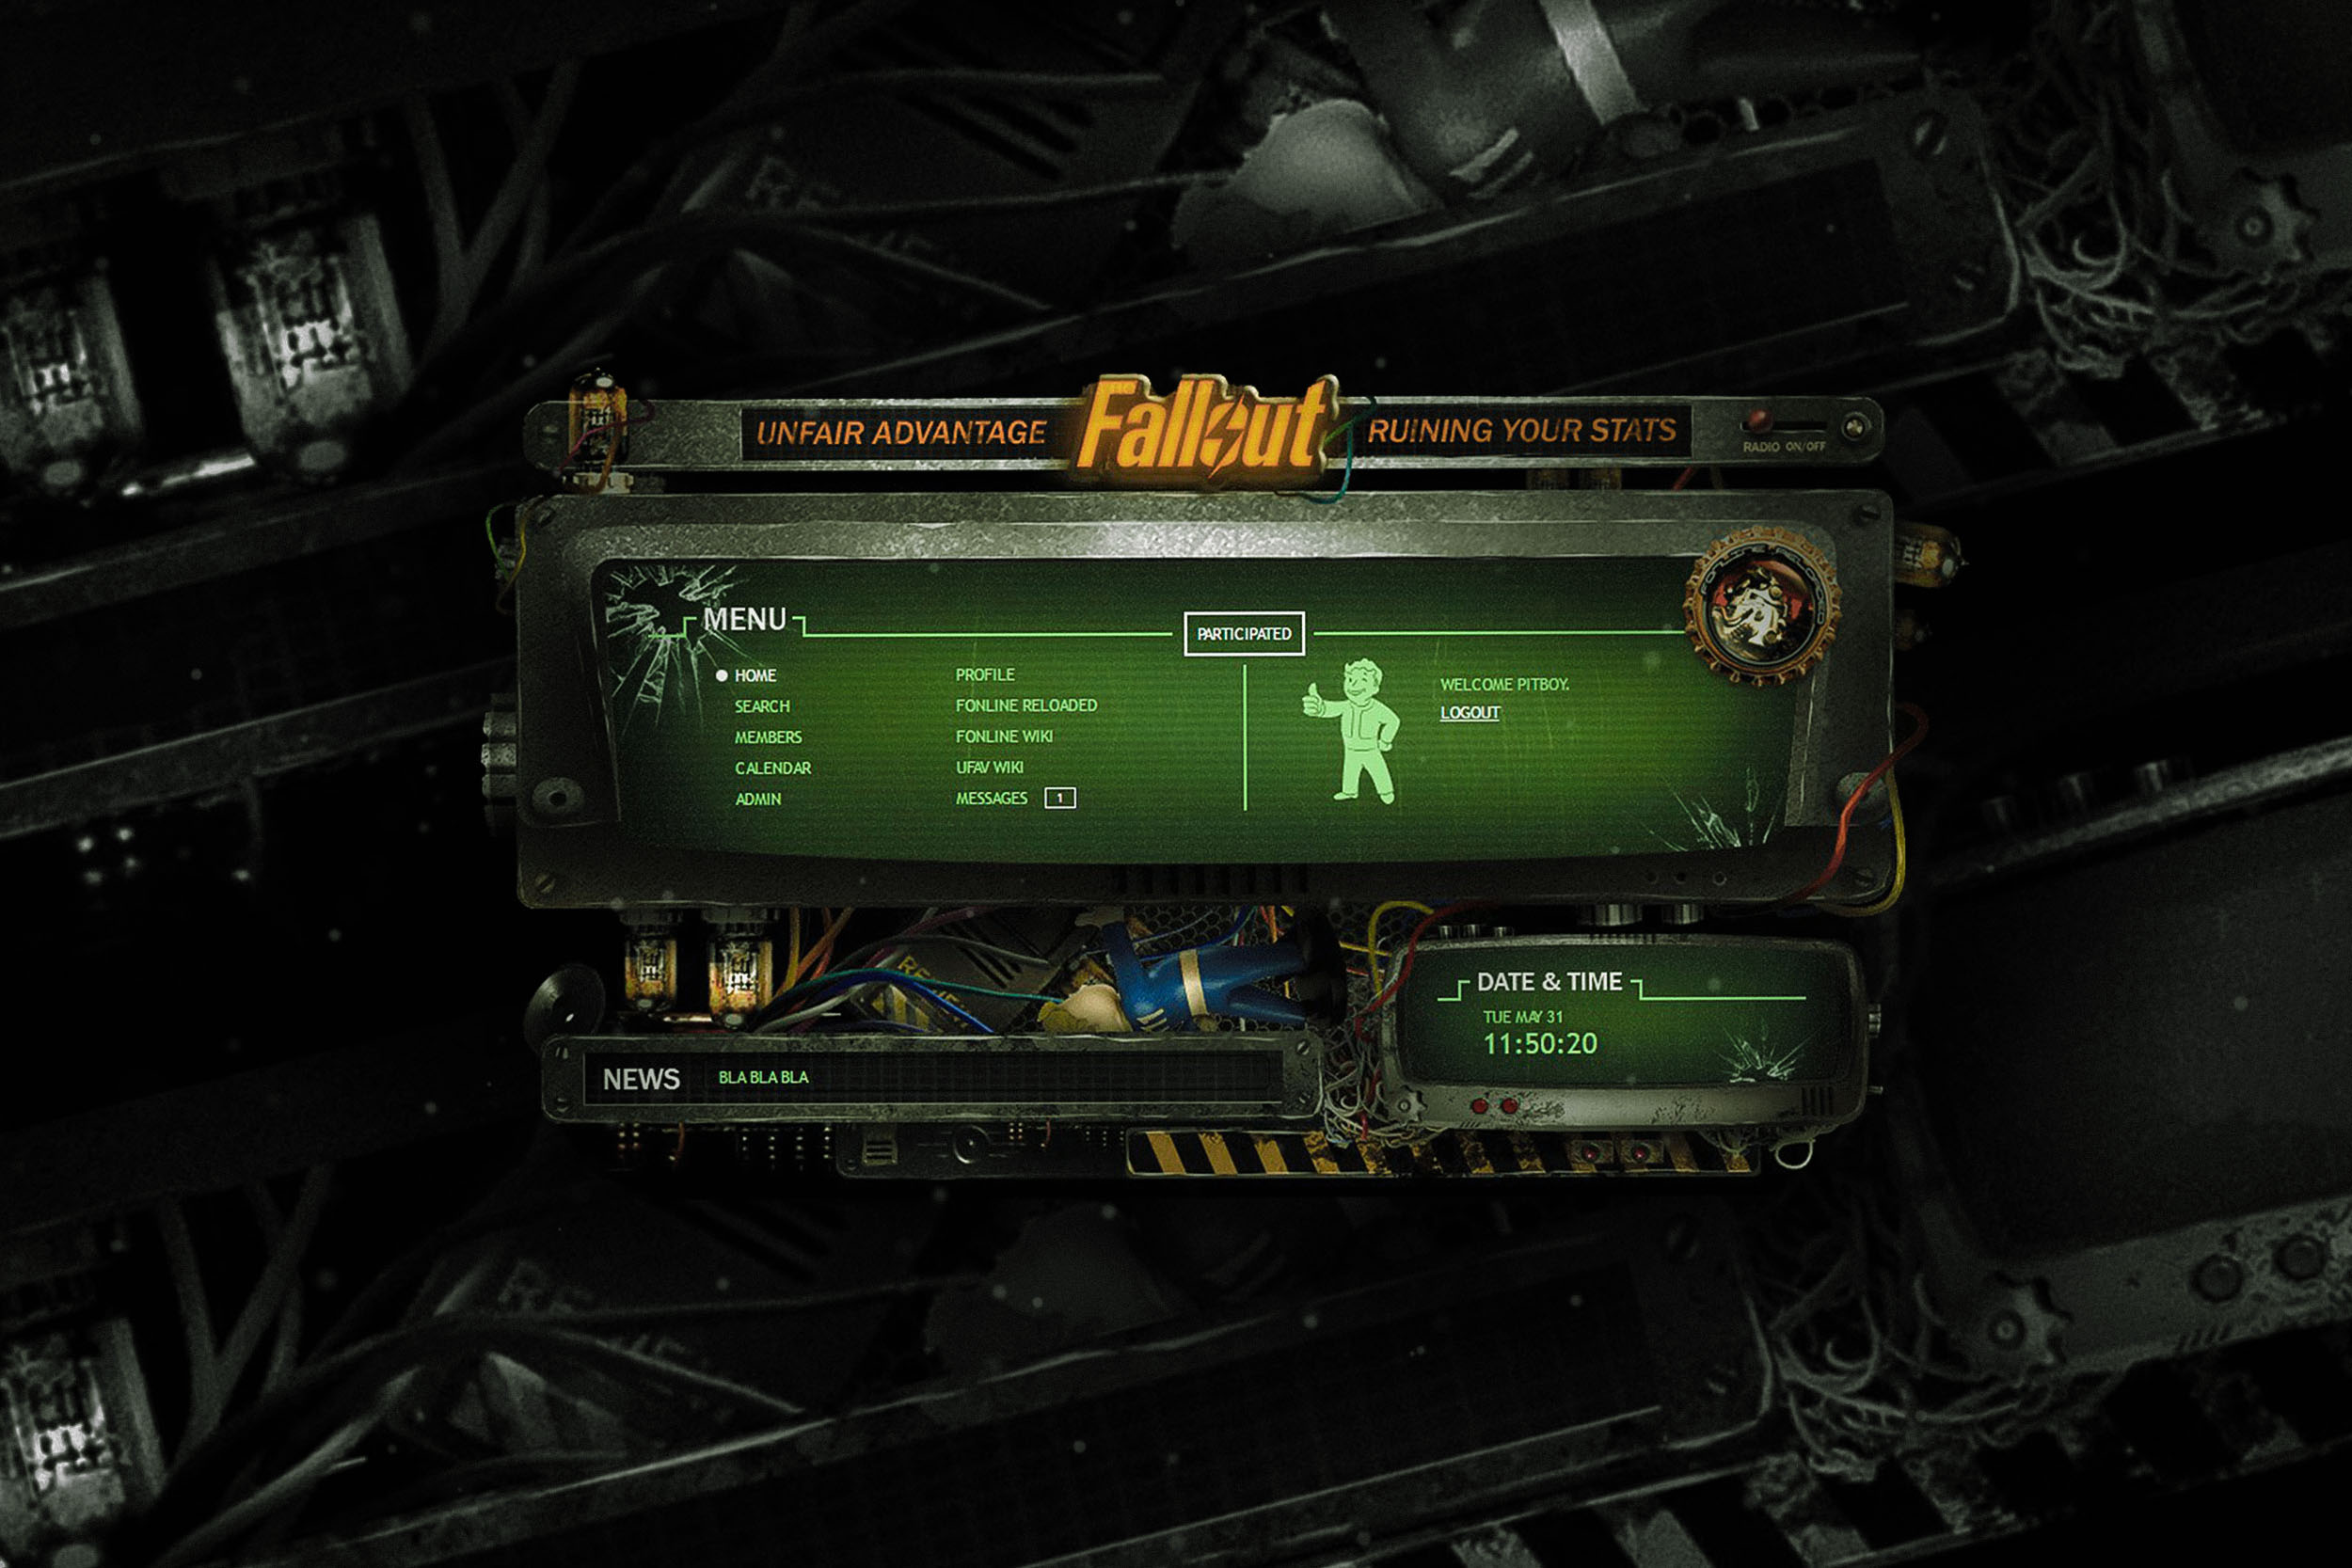 UNFAIR ADVANTAGE
Fallout
RUINING YOUR STATS
RADIO ON/OFF
MENU
PARTICIPATED
HOME
SEARCH
MEMBERS
CALENDAR
ADMIN
PROFILE
FONLINE RELOADED
FONLINE WIKI
UFAV WIKI
MESSAGES 1
WELCOME PITBOY.
LOGOUT
DATE & TIME
TUE MAY 31
11:50:20
NEWS
BLA BLA BLA